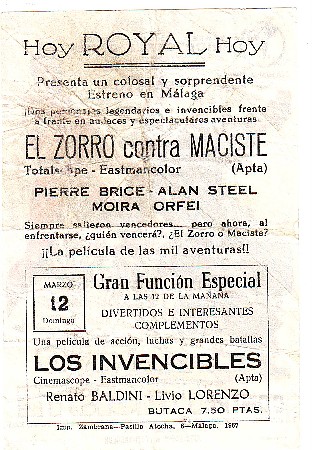 Hoy ROYAL Hoy
Presenta un colosal y sorprendente
Estreno en Málaga
¡Dos personajes legendarios e invencibles frente
a frente en audaces y espectaculares aventuras
EL ZORRO contra MACISTE
Totalscope - Eastmancolor (Apta)
PIERRE BRICE - ALAN STEEL
MOIRA ORFEI
Siempre salieron vencedores... pero ahora, al
enfrentarse, ¿quién vencerá?, ¿El Zorro o Maciste?
¡¡La película de las mil aventuras!!
MARZO
12
Domingo
Gran Función Especial
A LAS 12 DE LA MAÑANA
DIVERTIDOS E INTERESANTES
COMPLEMENTOS
Una película de acción, luchas y grandes batallas
LOS INVENCIBLES
Cinemascope - Eastmancolor (Apta)
Renato BALDINI - Livio LORENZO
BUTACA 7.50 PTAS.
Imp. Zambrana—Pasillo Atocha, 6—Málaga, 1967